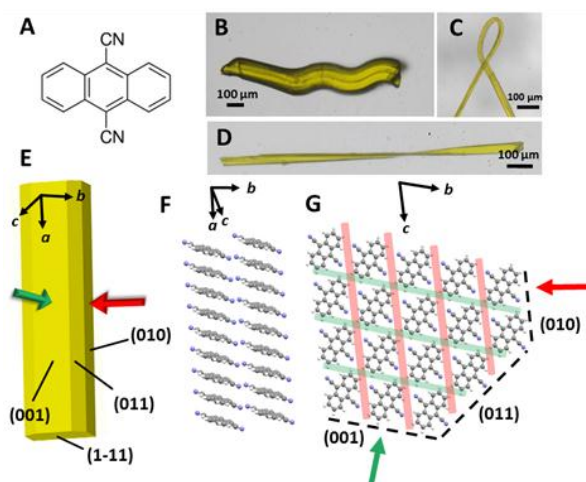 A
CN
CN
B
100 µm
C
100 µm
D
100 µm
E
b
c
a
(010)
(011)
(001)
(1-11)
F
b
a
c
G
b
c
(010)
(011)
(001)